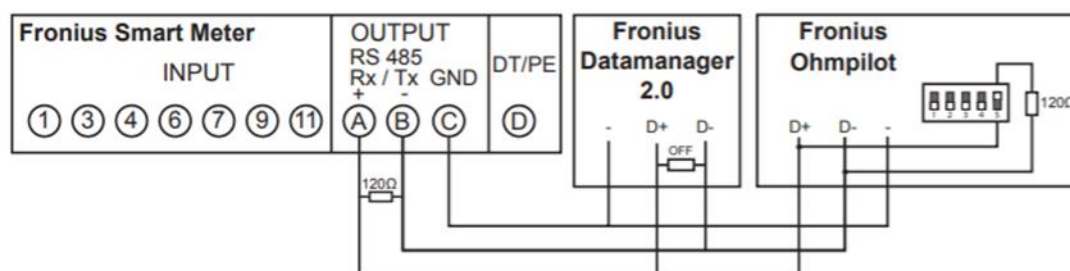 Fronius Smart Meter
INPUT
1 3 4 6 7 9 11
OUTPUT
RS 485
Rx / Tx GND
+ -
A B C
DT/PE
D
120Ω
Fronius
Datamanager
2.0
- D+ D-
OFF
Fronius
Ohmpilot
1 2 3 4 5
120Ω
D+ D- -